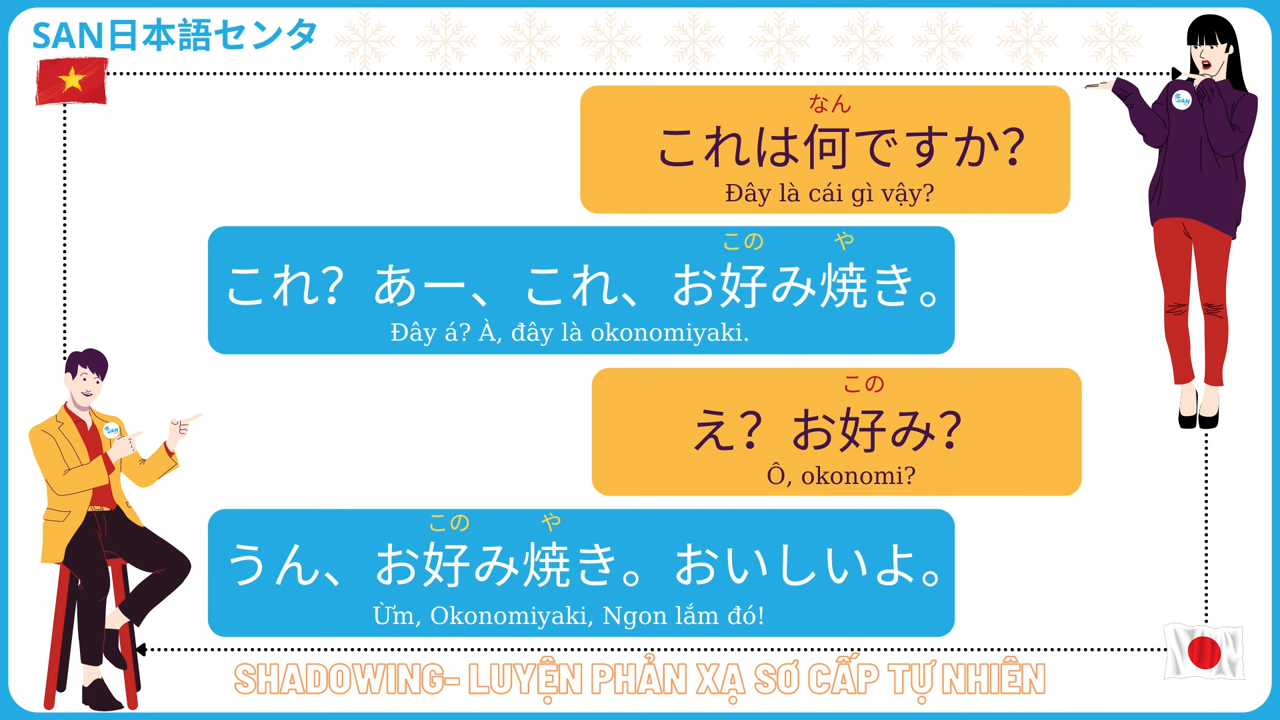 SAN日本語センタ
なん
これは何ですか?
Đây là cái gì vậy?
この や
これ? あー、これ、お好み焼き。
Đây á? À, đây là okonomiyaki.
この
え? お好み?
Ô, okonomi?
この や
うん、お好み焼き。おいしいよ。
Ừm, Okonomiyaki, Ngon lắm đó!
SHADOWING- LUYỆN PHẢN XẠ SƠ CẤP TỰ NHIÊN